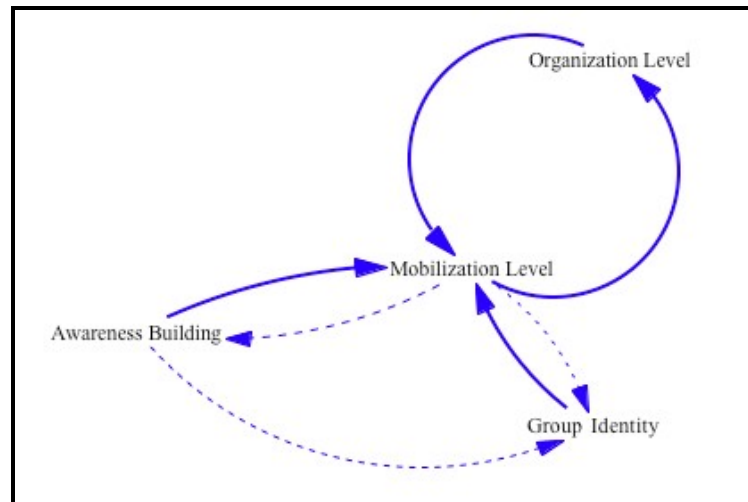 Organization Level
Mobilization Level
Awareness Building
Group Identity